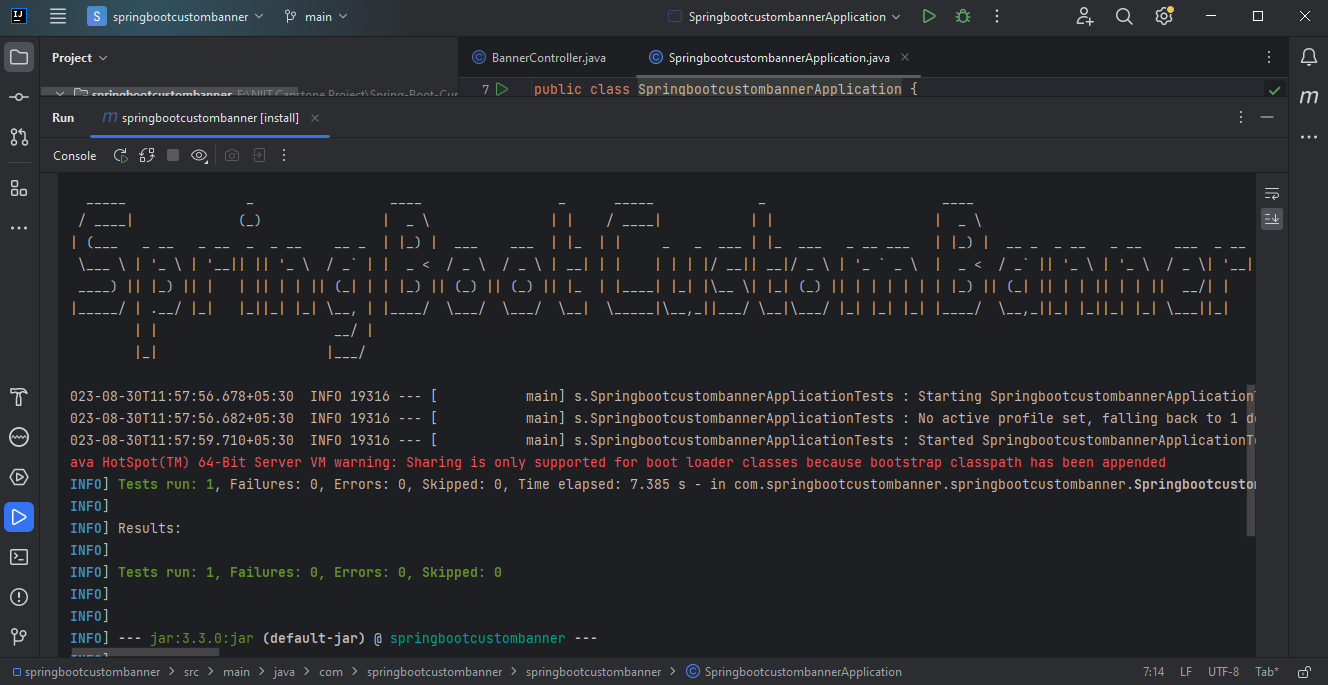 springbootcustombanner main SpringbootcustombannerApplication
Project BannerController.java SpringbootcustombannerApplication.java
springbootcustombanner E:\NIIT Capstone Project\Spring-Boot-Cus
7 public class SpringbootcustombannerApplication {
Run m springbootcustombanner [install]
Console
SpringBoot Custom Banner
023-08-30T11:57:56.678+05:30 INFO 19316 --- [ main] s.SpringbootcustombannerApplicationTests : Starting SpringbootcustombannerApplicationT
023-08-30T11:57:56.682+05:30 INFO 19316 --- [ main] s.SpringbootcustombannerApplicationTests : No active profile set, falling back to 1 de
023-08-30T11:57:59.710+05:30 INFO 19316 --- [ main] s.SpringbootcustombannerApplicationTests : Started SpringbootcustombannerApplicationTe
ava HotSpot(TM) 64-Bit Server VM warning: Sharing is only supported for boot loader classes because bootstrap classpath has been appended
INFO] Tests run: 1, Failures: 0, Errors: 0, Skipped: 0, Time elapsed: 7.385 s - in com.springbootcustombanner.springbootcustombanner.Springbootcusto
INFO]
INFO] Results:
INFO]
INFO] Tests run: 1, Failures: 0, Errors: 0, Skipped: 0
INFO]
INFO]
INFO] --- jar:3.3.0:jar (default-jar) @ springbootcustombanner ---
springbootcustombanner > src > main > java > com > springbootcustombanner > springbootcustombanner > SpringbootcustombannerApplication 7:14 LF UTF-8 Tab*